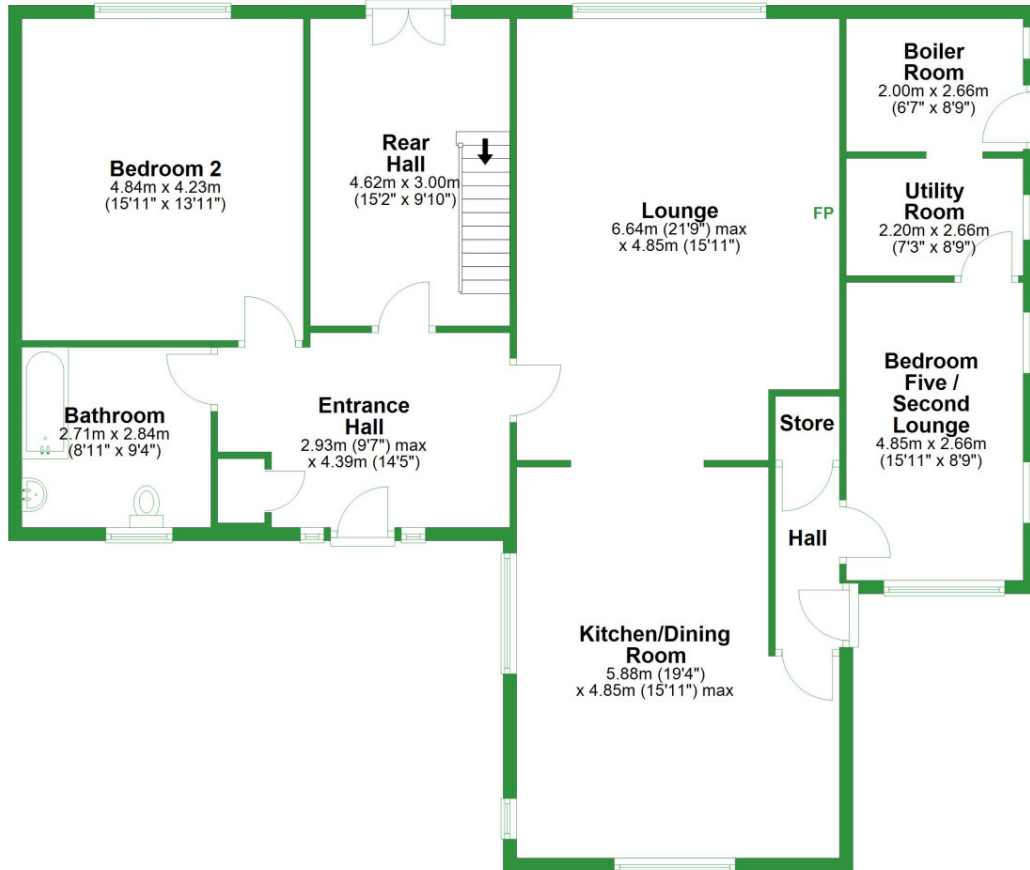 Bedroom 2
4.84m x 4.23m
(15'11" x 13'11")
Rear
Hall
4.62m x 3.00m
(15'2" x 9'10")
Lounge
6.64m (21'9") max
x 4.85m (15'11")
FP
Boiler
Room
2.00m x 2.66m
(6'7" x 8'9")
Utility
Room
2.20m x 2.66m
(7'3" x 8'9")
Bathroom
2.71m x 2.84m
(8'11" x 9'4")
Entrance
Hall
2.93m (9'7") max
x 4.39m (14'5")
Store
Hall
Bedroom
Five /
Second
Lounge
4.85m x 2.66m
(15'11" x 8'9")
Kitchen/Dining
Room
5.88m (19'4")
x 4.85m (15'11") max